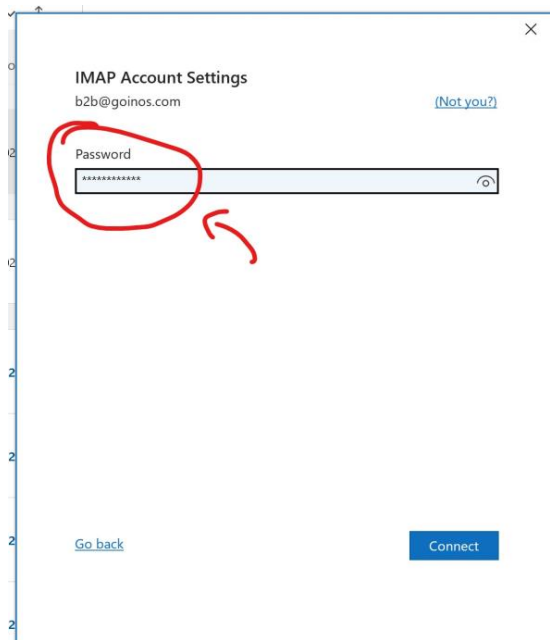 IMAP Account Settings
b2b@goinos.com (Not you?)
Password
************
Go back Connect